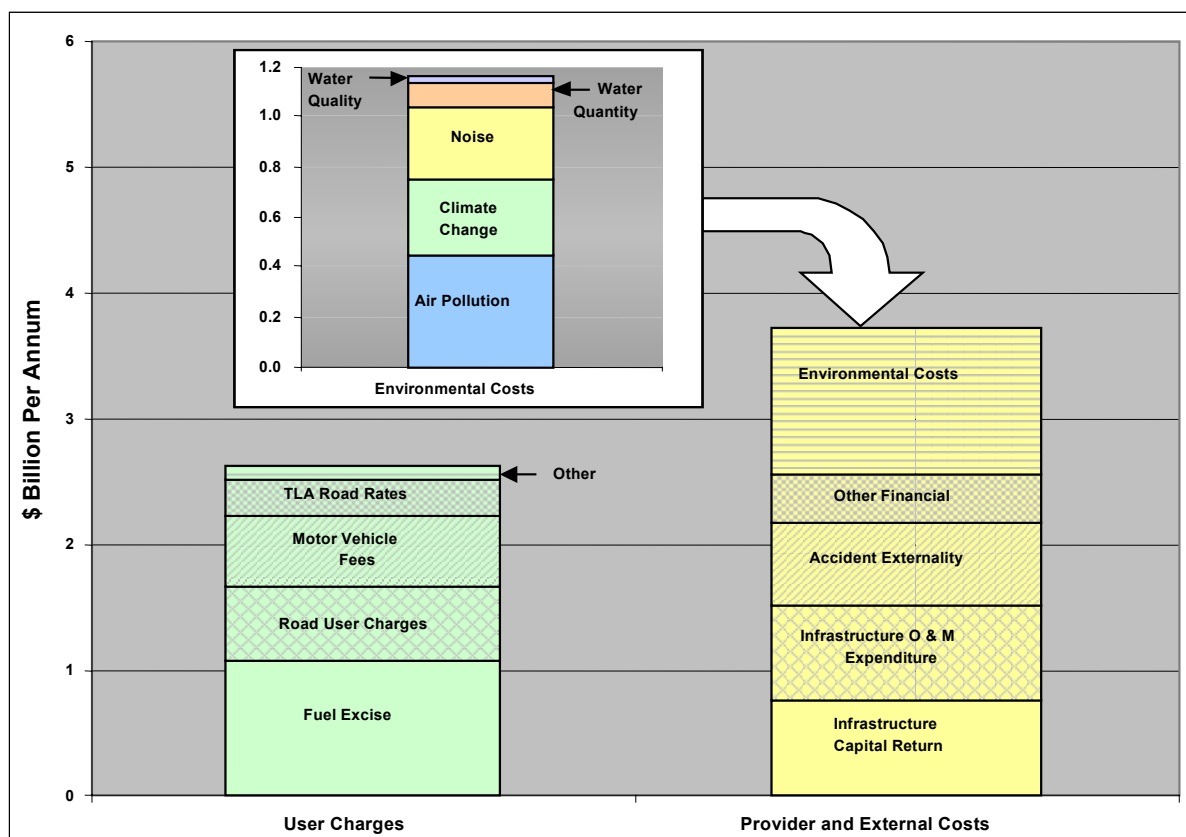 6
5
4
3
2
1
0
$ Billion Per Annum
1.2
1.0
0.8
0.6
0.4
0.2
0.0
Water
Quality
Water
Quantity
Noise
Climate
Change
Air Pollution
Environmental Costs
Other
TLA Road Rates
Motor Vehicle
Fees
Road User Charges
Fuel Excise
Environmental Costs
Other Financial
Accident Externality
Infrastructure O & M
Expenditure
Infrastructure
Capital Return
User Charges
Provider and External Costs